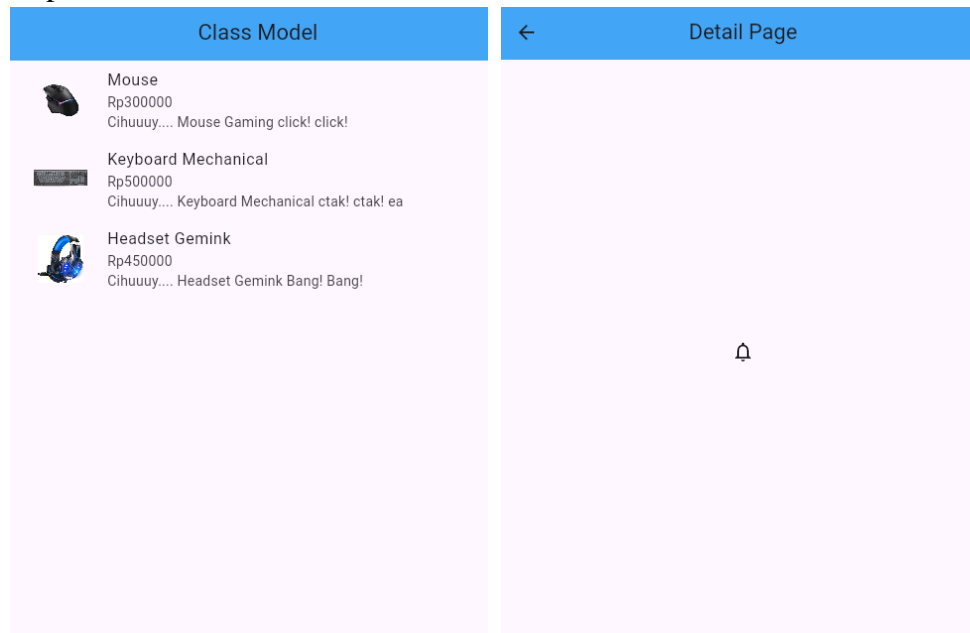 Class Model
Mouse
Rp300000
Cihuuuy.... Mouse Gaming click! click!
Keyboard Mechanical
Rp500000
Cihuuuy.... Keyboard Mechanical ctak! ctak! ea
Headset Gemink
Rp450000
Cihuuuy.... Headset Gemink Bang! Bang!
Detail Page